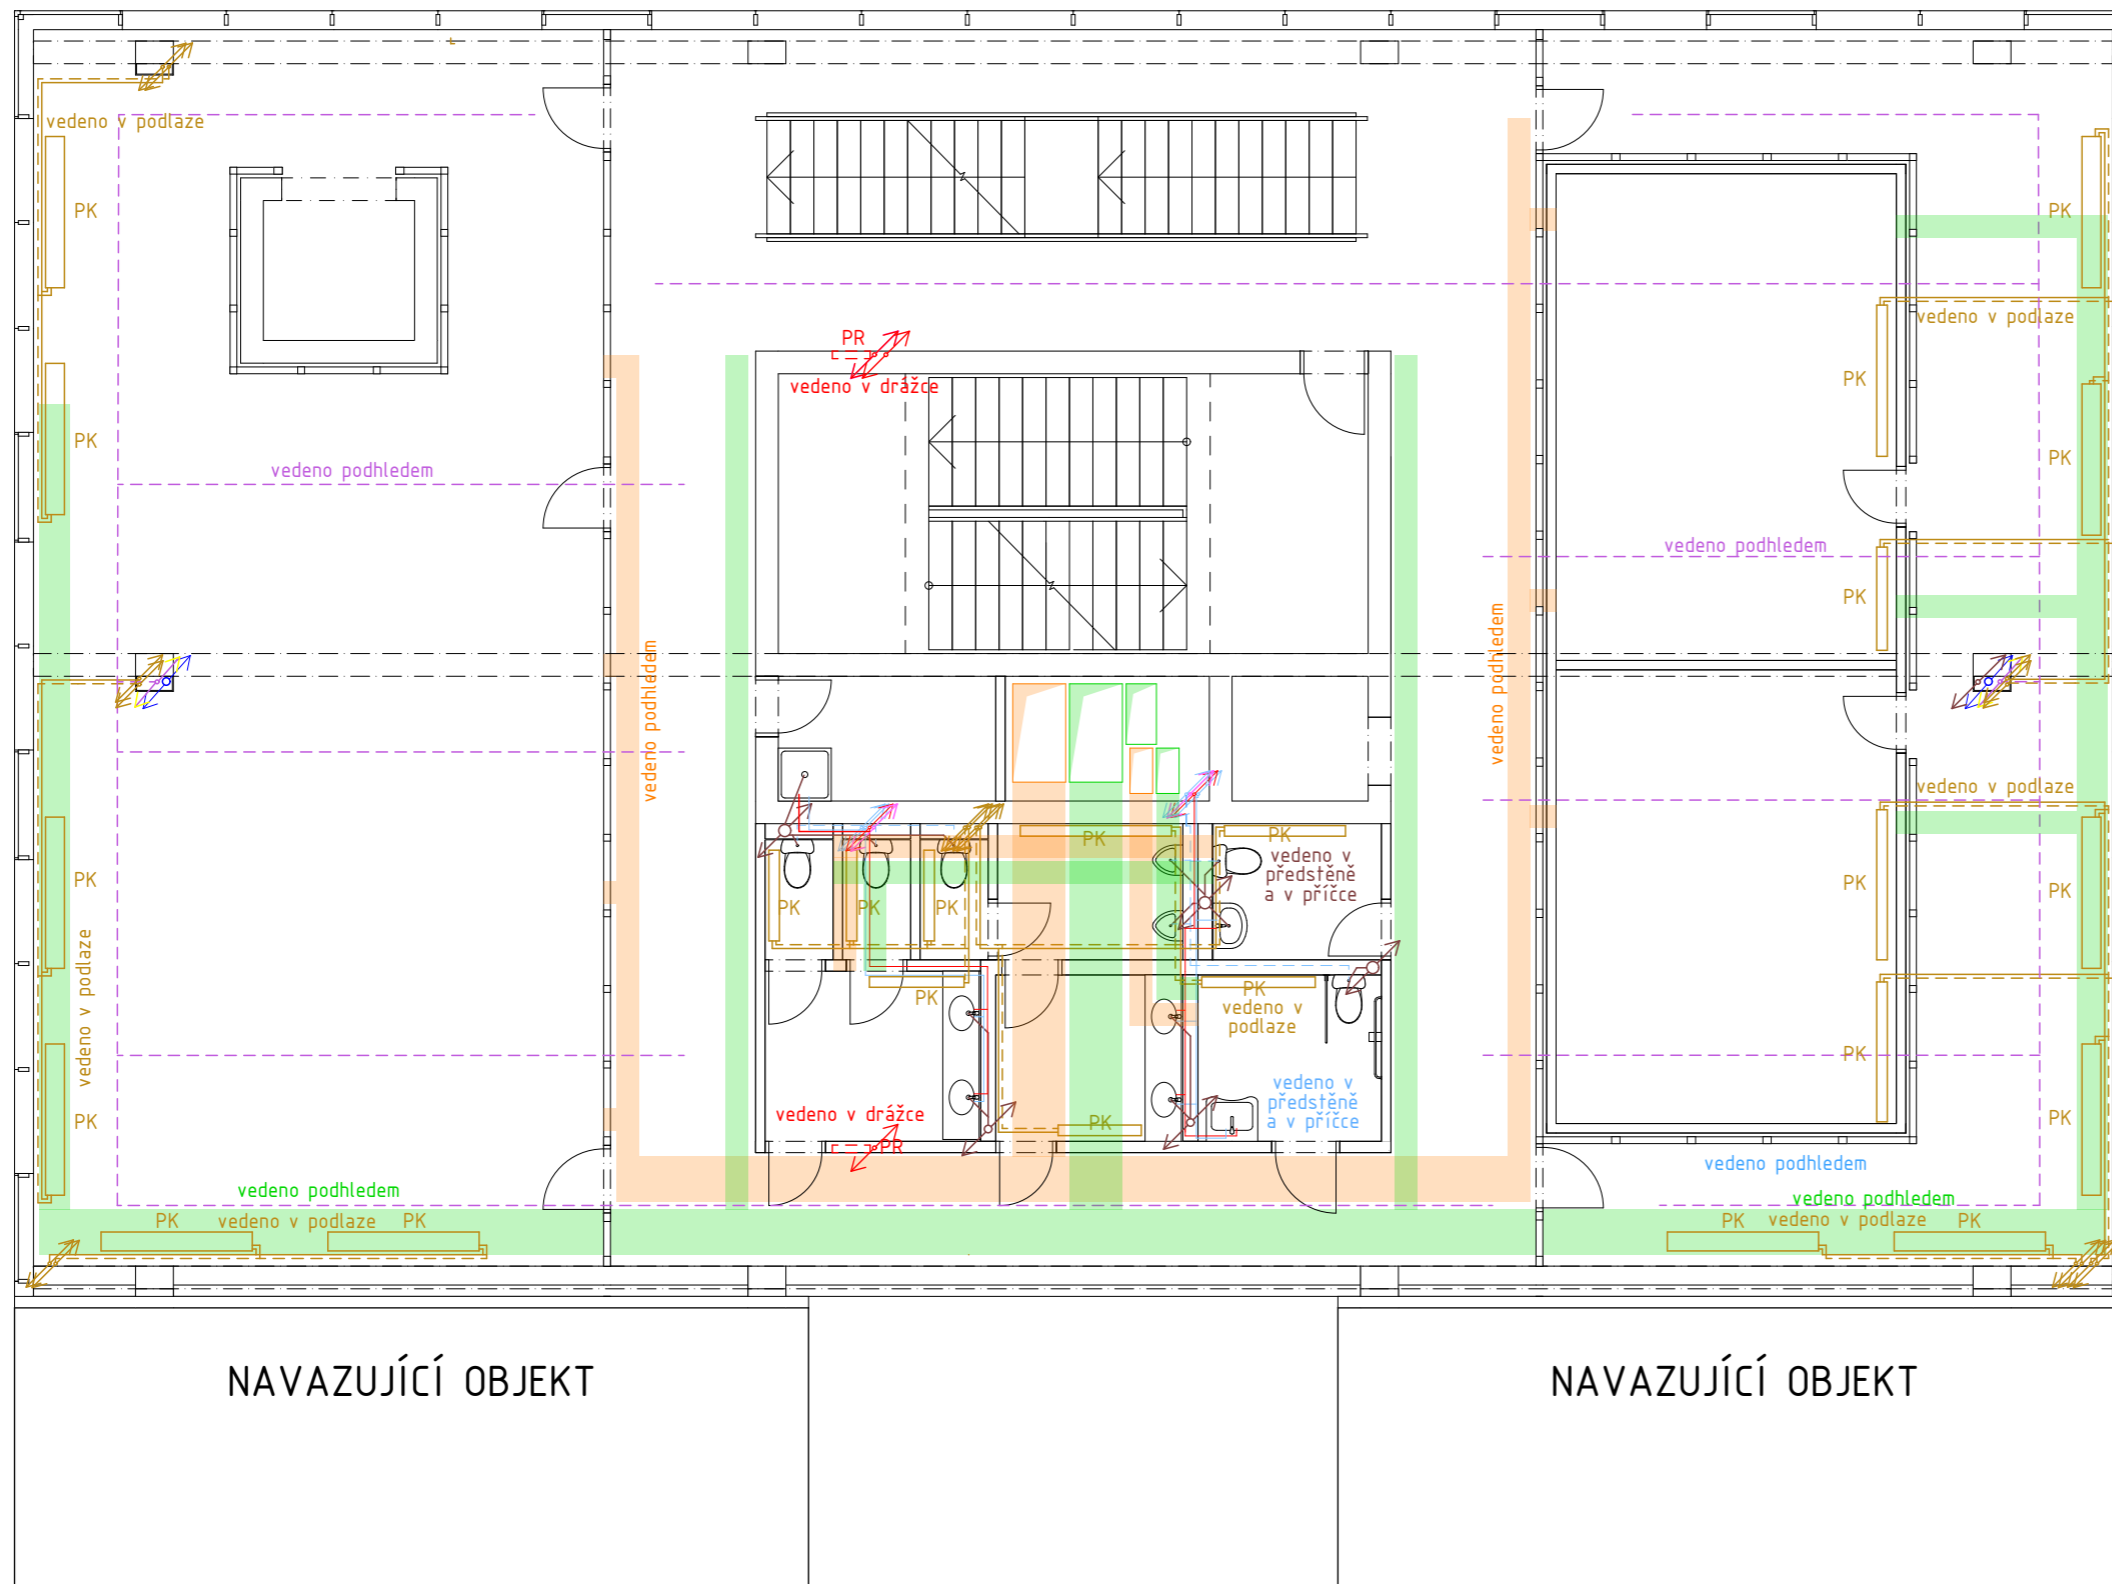 vedeno v podlaze
PK
PK
PK
vedeno v podlaze
PR
vedeno v drážce
PK
PK
vedeno podhledem
PK
vedeno podhledem
PK
vedeno podhledem
vedeno podhledem
vedeno v podlaze
PK
PK
PK
vedeno v
předstěně
a v příčce
PK
PK
PK
PK
PK
PK
vedeno v podlaze
PK
PK
vedeno v
podlaze
PK
PK
PK
PK
vedeno v
předstěně
a v příčce
vedeno v drážce
PR
PK
vedeno podhledem
vedeno podhledem
vedeno podhledem
PK
vedeno v podlaze
PK
PK
vedeno v podlaze
PK
NAVAZUJÍCÍ OBJEKT
NAVAZUJÍCÍ OBJEKT